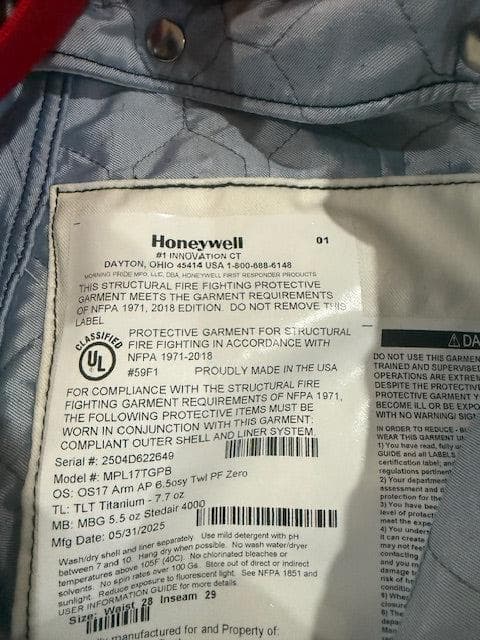 Honeywell
01
#1 INNOVATION CT
DAYTON, OHIO 45414 USA 1-800-688-6148
MORNING PRIDE MFG, LLC, DBA, HONEYWELL FIRST RESPONDER PRODUCTS
THIS STRUCTURAL FIRE FIGHTING PROTECTIVE
GARMENT MEETS THE GARMENT REQUIREMENTS
OF NFPA 1971, 2018 EDITION. DO NOT REMOVE THIS
LABEL
CLASSIFIED
UL
PROTECTIVE GARMENT FOR STRUCTURAL
FIRE FIGHTING IN ACCORDANCE WITH
NFPA 1971-2018
#59F1 PROUDLY MADE IN THE USA
FOR COMPLIANCE WITH THE STRUCTURAL FIRE
FIGHTING GARMENT REQUIREMENTS OF NFPA 1971,
THE FOLLOWING PROTECTIVE ITEMS MUST BE
WORN IN CONJUNCTION WITH THIS GARMENT:
COMPLIANT OUTER SHELL AND LINER SYSTEM
Serial #: 2504D622649
Model #: MPL17TGPB
OS: OS17 Arm AP 6.5osy Twl PF Zero
TL: TLT Titanium - 7.7 oz
MB: MBG 5.5 oz Stedair 4000
Mfg Date: 05/31/2025
Wash/dry shell and liner separately. Use mild detergent with pH
between 7 and 10. Hang dry when possible. No wash water/dryer
temperatures above 105F (40C). No chlorinated bleaches or
solvents. No spin rates over 100 Gs. Store out of direct or indirect
sunlight. Reduce exposure to fluorescent light. See NFPA 1851 and
USER INFORMATION GUIDE for more details.
Size: Waist 28 Inseam 29
manufactured for and Property of:
DA
DO NOT USE THIS GARMEN
TRAINED AND SUPERVISED
OPERATIONS ARE EXTREM
DESPITE THE PROTECTIV
PROTECTIVE GARMENT Y
BECOME ILL OR BE EXPO
WITH NO WARNING! SIG
IN ORDER TO REDUCE
WEAR THIS GARMENT U
1) You have read, fully
GUIDE and all LABELS
certification label; and
regulations pertinent
2) Your department
assessment and d
protection for the
3) You have bee
level of protect
meet the expe
4) You unde
it can create
may not fee
contacting
and you m
damage to
risk of he
condition
5) When
closure
6) The
depa